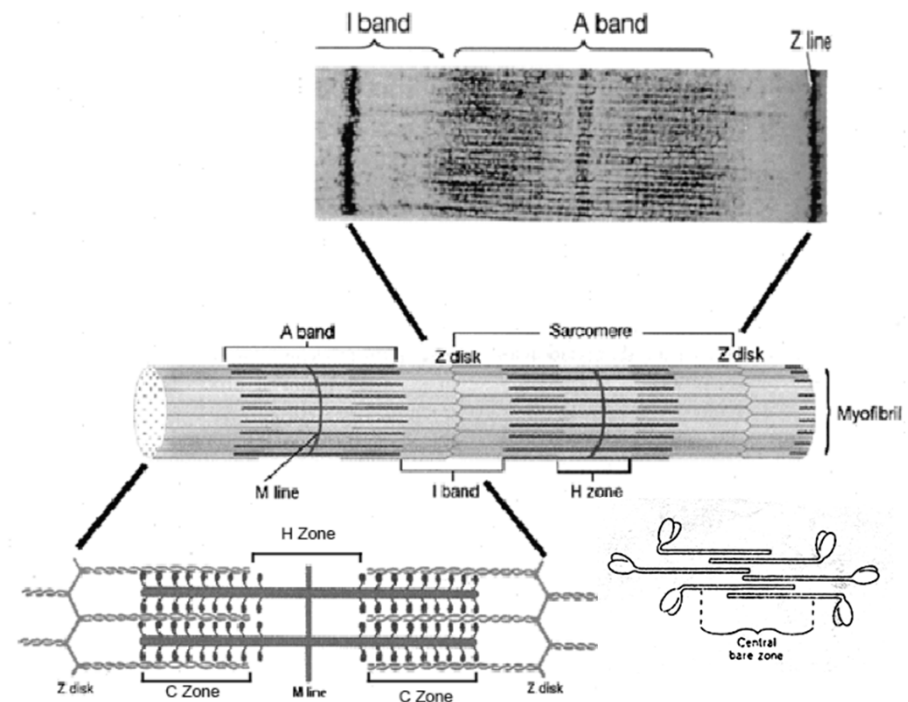 I band
A band
Z line
A band
Sarcomere
Z disk
Z disk
Myofibril
M line
I band
H zone
H Zone
Z disk
C Zone
M line
C Zone
Z disk
Central
bare zone